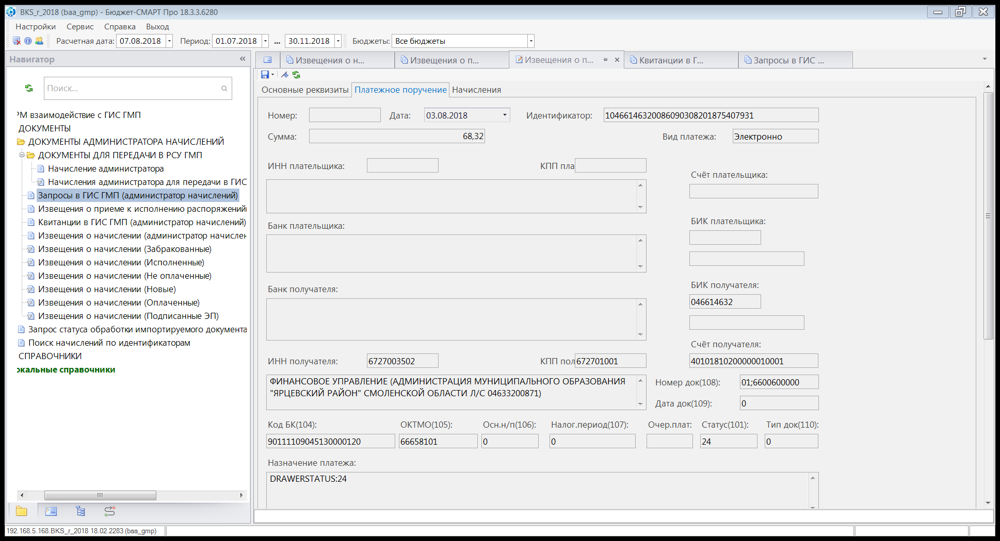 BKS_r_2018 (baa_gmp) - Бюджет-СМАРТ Про 18.3.3.6280
Настройки Сервис Справка Выход
Расчетная дата: 07.08.2018 Период: 01.07.2018 ... 30.11.2018 Бюджеты: Все бюджеты
Навигатор «
Поиск...
РМ взаимодействие с ГИС ГМП
ДОКУМЕНТЫ
ДОКУМЕНТЫ АДМИНИСТРАТОРА НАЧИСЛЕНИЙ
ДОКУМЕНТЫ ДЛЯ ПЕРЕДАЧИ В РСУ ГМП
Начисление администратора
Начисления администратора для передачи в ГИС
Запросы в ГИС ГМП (администратор начислений)
Извещения о приеме к исполнению распоряжений
Квитанции в ГИС ГМП (администратор начислений)
Извещения о начислении (администратор начислен
Извещения о начислении (Забракованные)
Извещения о начислении (Исполненные)
Извещения о начислении (Не оплаченные)
Извещения о начислении (Новые)
Извещения о начислении (Оплаченные)
Извещения о начислении (Подписанные ЭП)
Запрос статуса обработки импортируемого документа
Поиск начислений по идентификаторам
СПРАВОЧНИКИ
окальные справочники
Извещения о н... Извещения о п... Извещения о п... Квитанции в Г... Запросы в ГИС ...
Основные реквизиты Платежное поручение Начисления
Номер: Дата: 03.08.2018 Идентификатор: 10466146320086090308201875407931
Сумма: 68,32 Вид платежа: Электронно
ИНН плательщика: КПП пла
Счёт плательщика:
Банк плательщика:
БИК плательщика:
Банк получателя:
БИК получателя:
046614632
Счёт получателя:
ИНН получателя: 6727003502 КПП пол 672701001 40101810200000010001
ФИНАНСОВОЕ УПРАВЛЕНИЕ (АДМИНИСТРАЦИЯ МУНИЦИПАЛЬНОГО ОБРАЗОВАНИЯ
"ЯРЦЕВСКИЙ РАЙОН" СМОЛЕНСКОЙ ОБЛАСТИ Л/С 04633200871)
Номер док(108): 01;6600600000
Дата док(109): 0
Код БК(104): ОКТМО(105): Осн.н/п(106): Налог.период(107): Очер.плат: Статус(101): Тип док(110):
90111109045130000120 66658101 0 0 24 0
Назначение платежа:
DRAWERSTATUS:24
192.168.5.168.BKS_r_2018 18.02.2283 (baa_gmp)